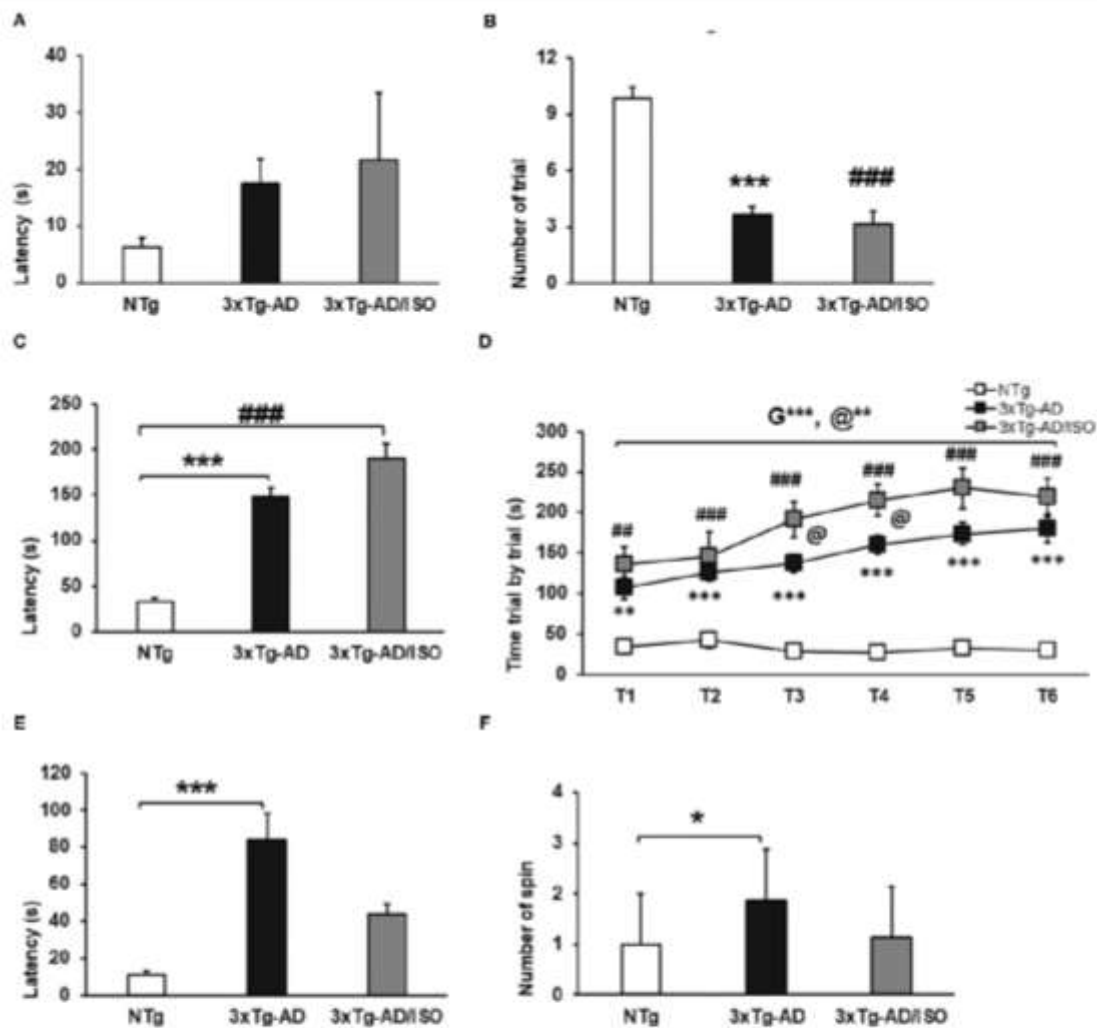 A
40
30
20
10
0
Latency (s)
NTg 3xTg-AD 3xTg-AD/ISO
B
12
9
6
3
0
Number of trial
***
###
NTg 3xTg-AD 3xTg-AD/ISO
C
250
200
150
100
50
0
Latency (s)
###
***
NTg 3xTg-AD 3xTg-AD/ISO
D
NTg
3xTg-AD
3xTg-AD/ISO
G***, @**
300
250
200
150
100
50
0
Time trial by trial (s)
## ### ### ### ### ###
@ @
** *** *** *** *** ***
T1 T2 T3 T4 T5 T6
E
120
100
80
60
40
20
0
Latency (s)
***
NTg 3xTg-AD 3xTg-AD/ISO
F
4
3
2
1
0
Number of spin
*
NTg 3xTg-AD 3xTg-AD/ISO